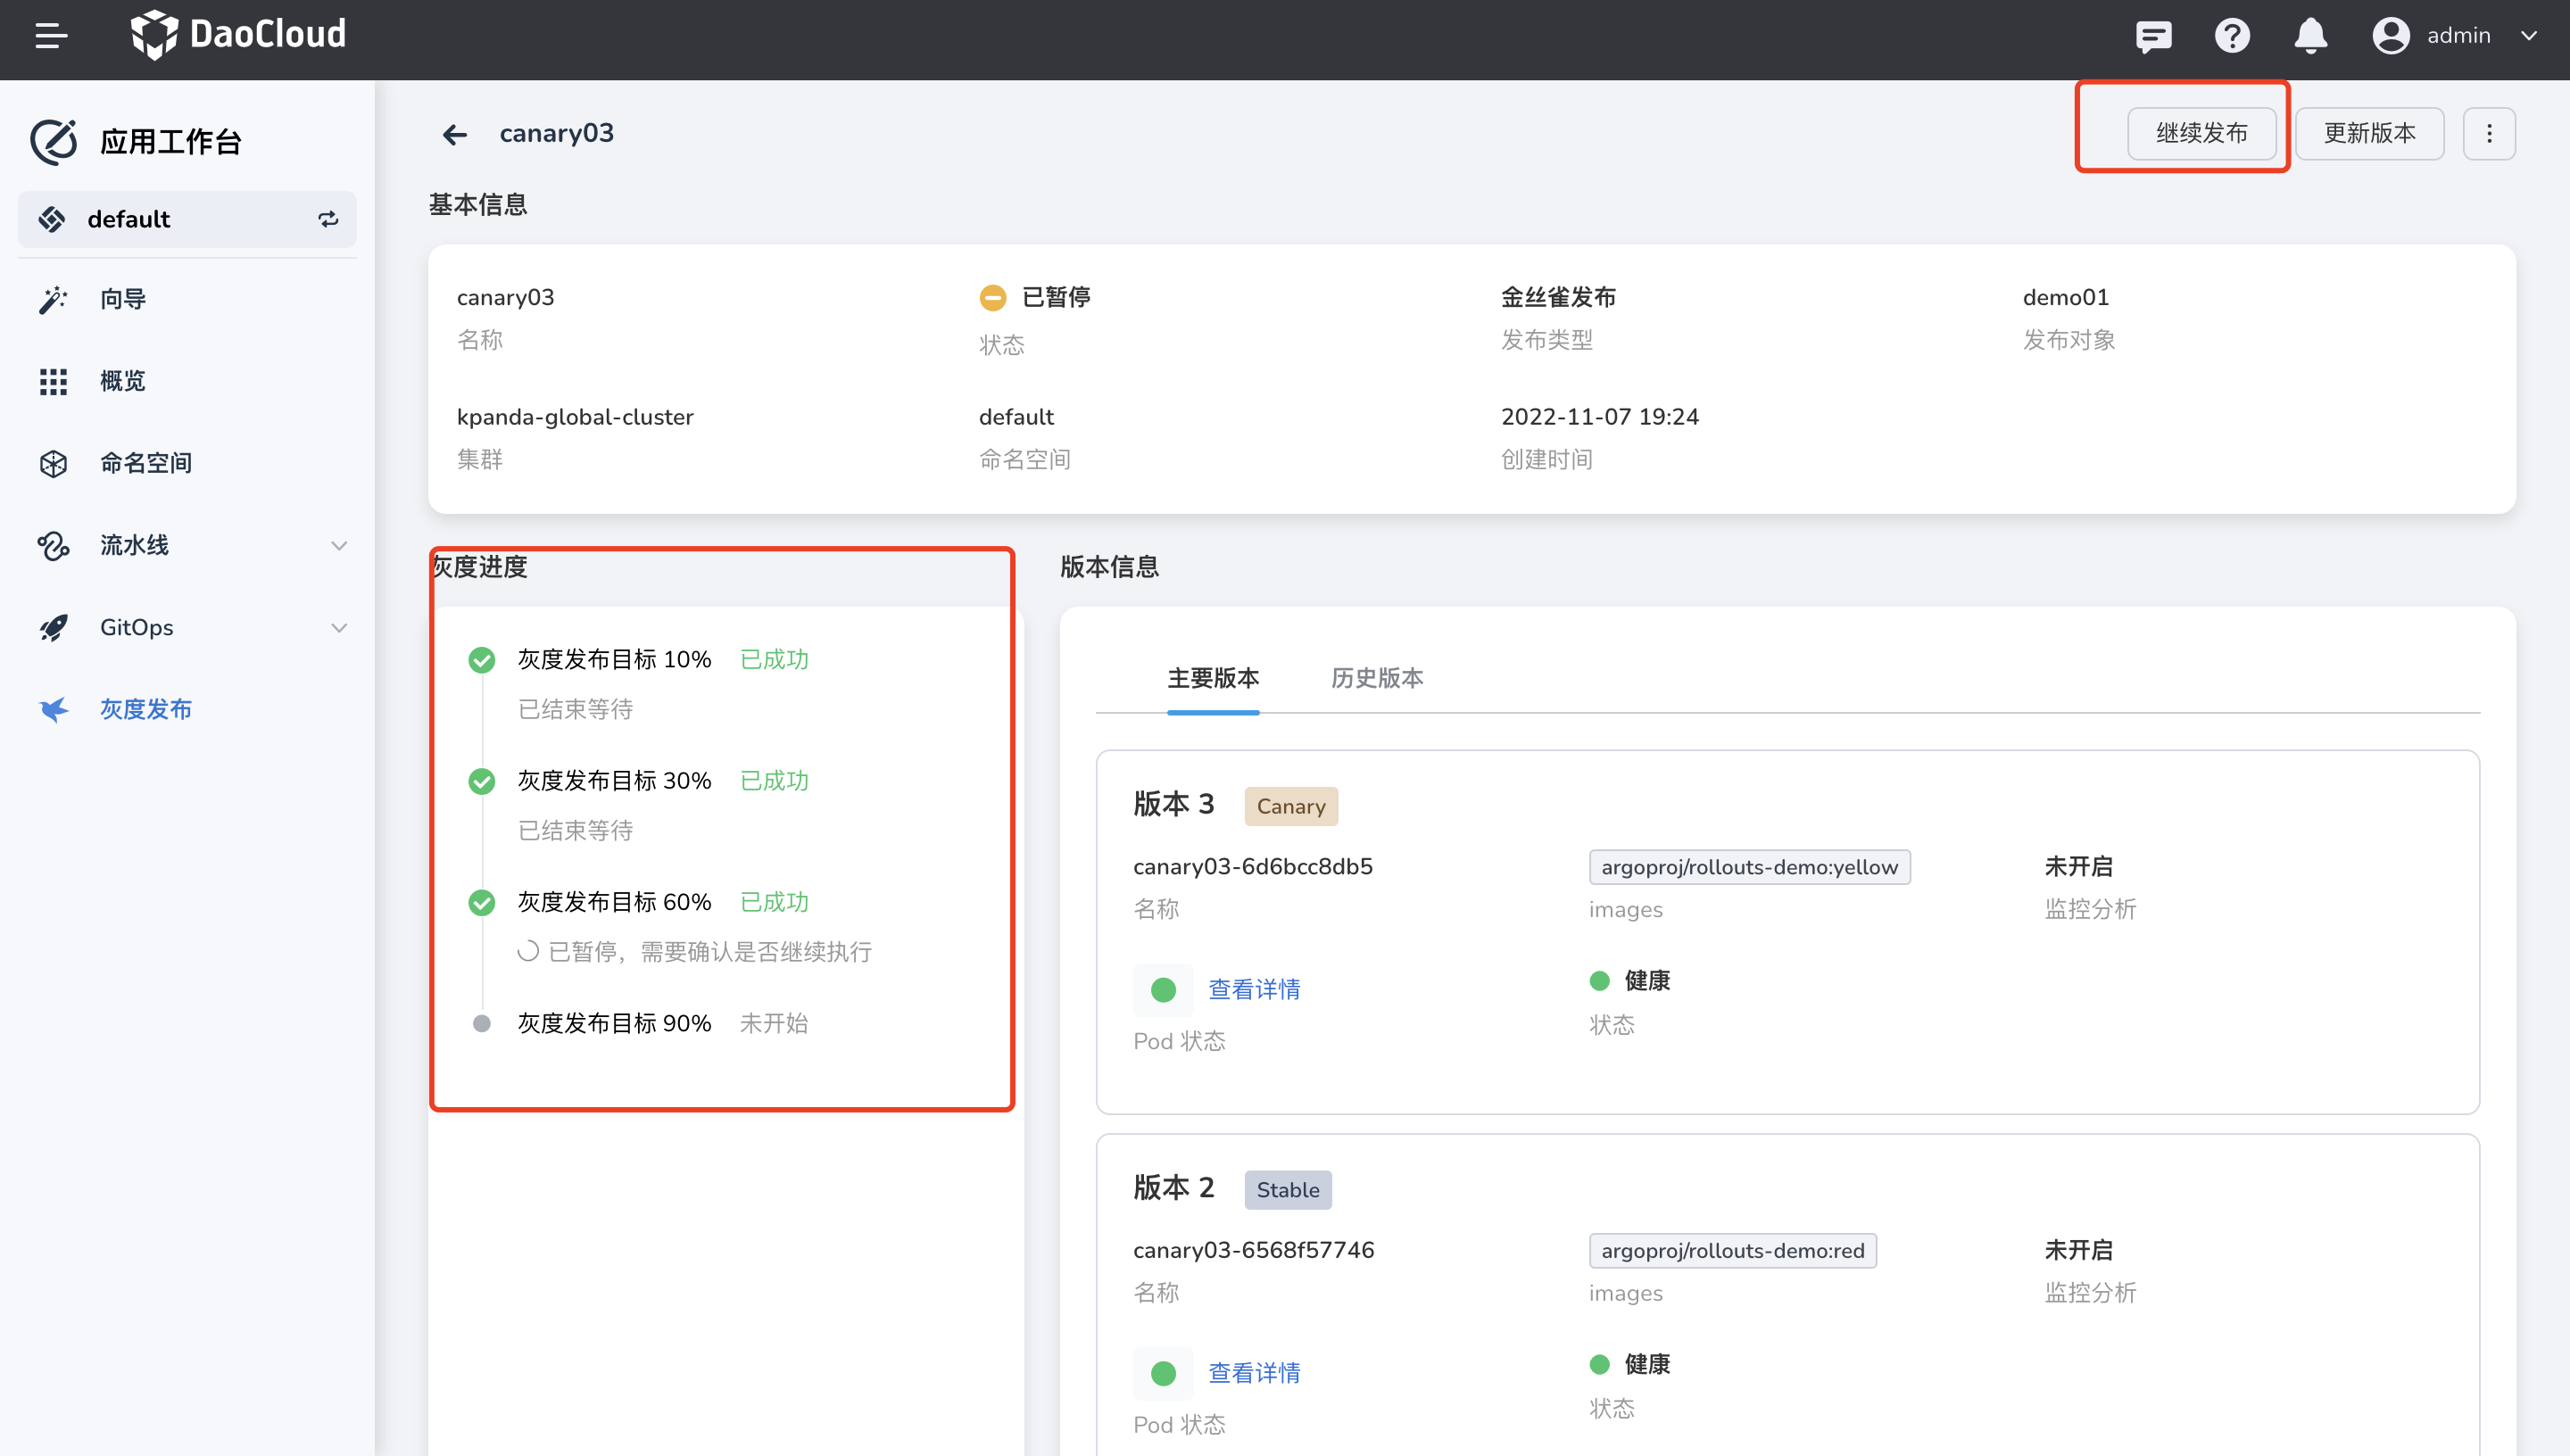 DaoCloud
admin
应用工作台
default
向导
概览
命名空间
流水线
GitOps
灰度发布
canary03
继续发布
更新版本
基本信息
canary03
名称
已暂停
状态
金丝雀发布
发布类型
demo01
发布对象
kpanda-global-cluster
集群
default
命名空间
2022-11-07 19:24
创建时间
灰度进度
灰度发布目标 10% 已成功
已结束等待
灰度发布目标 30% 已成功
已结束等待
灰度发布目标 60% 已成功
已暂停，需要确认是否继续执行
灰度发布目标 90% 未开始
版本信息
主要版本 历史版本
版本 3 Canary
canary03-6d6bcc8db5
名称
argoproj/rollouts-demo:yellow
images
未开启
监控分析
查看详情
Pod 状态
健康
状态
版本 2 Stable
canary03-6568f57746
名称
argoproj/rollouts-demo:red
images
未开启
监控分析
查看详情
Pod 状态
健康
状态